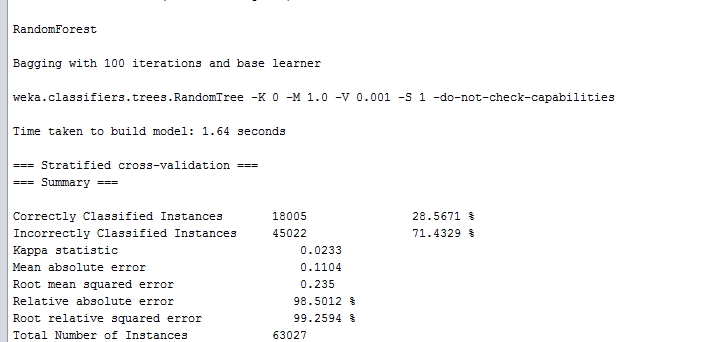 RandomForest
Bagging with 100 iterations and base learner
weka.classifiers.trees.RandomTree -K 0 -M 1.0 -V 0.001 -S 1 -do-not-check-capabilities
Time taken to build model: 1.64 seconds
=== Stratified cross-validation ===
=== Summary ===
Correctly Classified Instances 18005 28.5671 %
Incorrectly Classified Instances 45022 71.4329 %
Kappa statistic 0.0233
Mean absolute error 0.1104
Root mean squared error 0.235
Relative absolute error 98.5012 %
Root relative squared error 99.2594 %
Total Number of Instances 63027